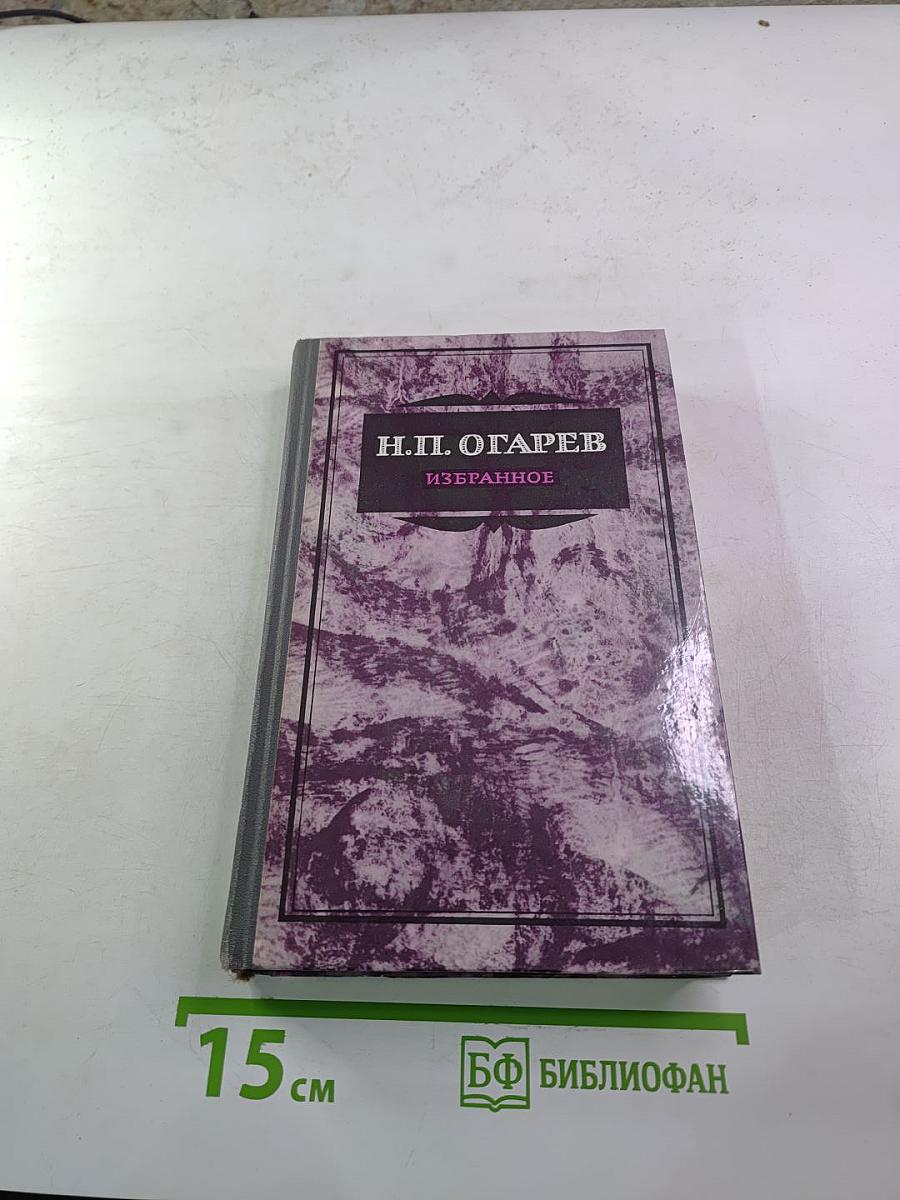 Н.П. ОГАРЕВ
ИЗБРАННОЕ
15 см
БФ БИБЛИОФАН